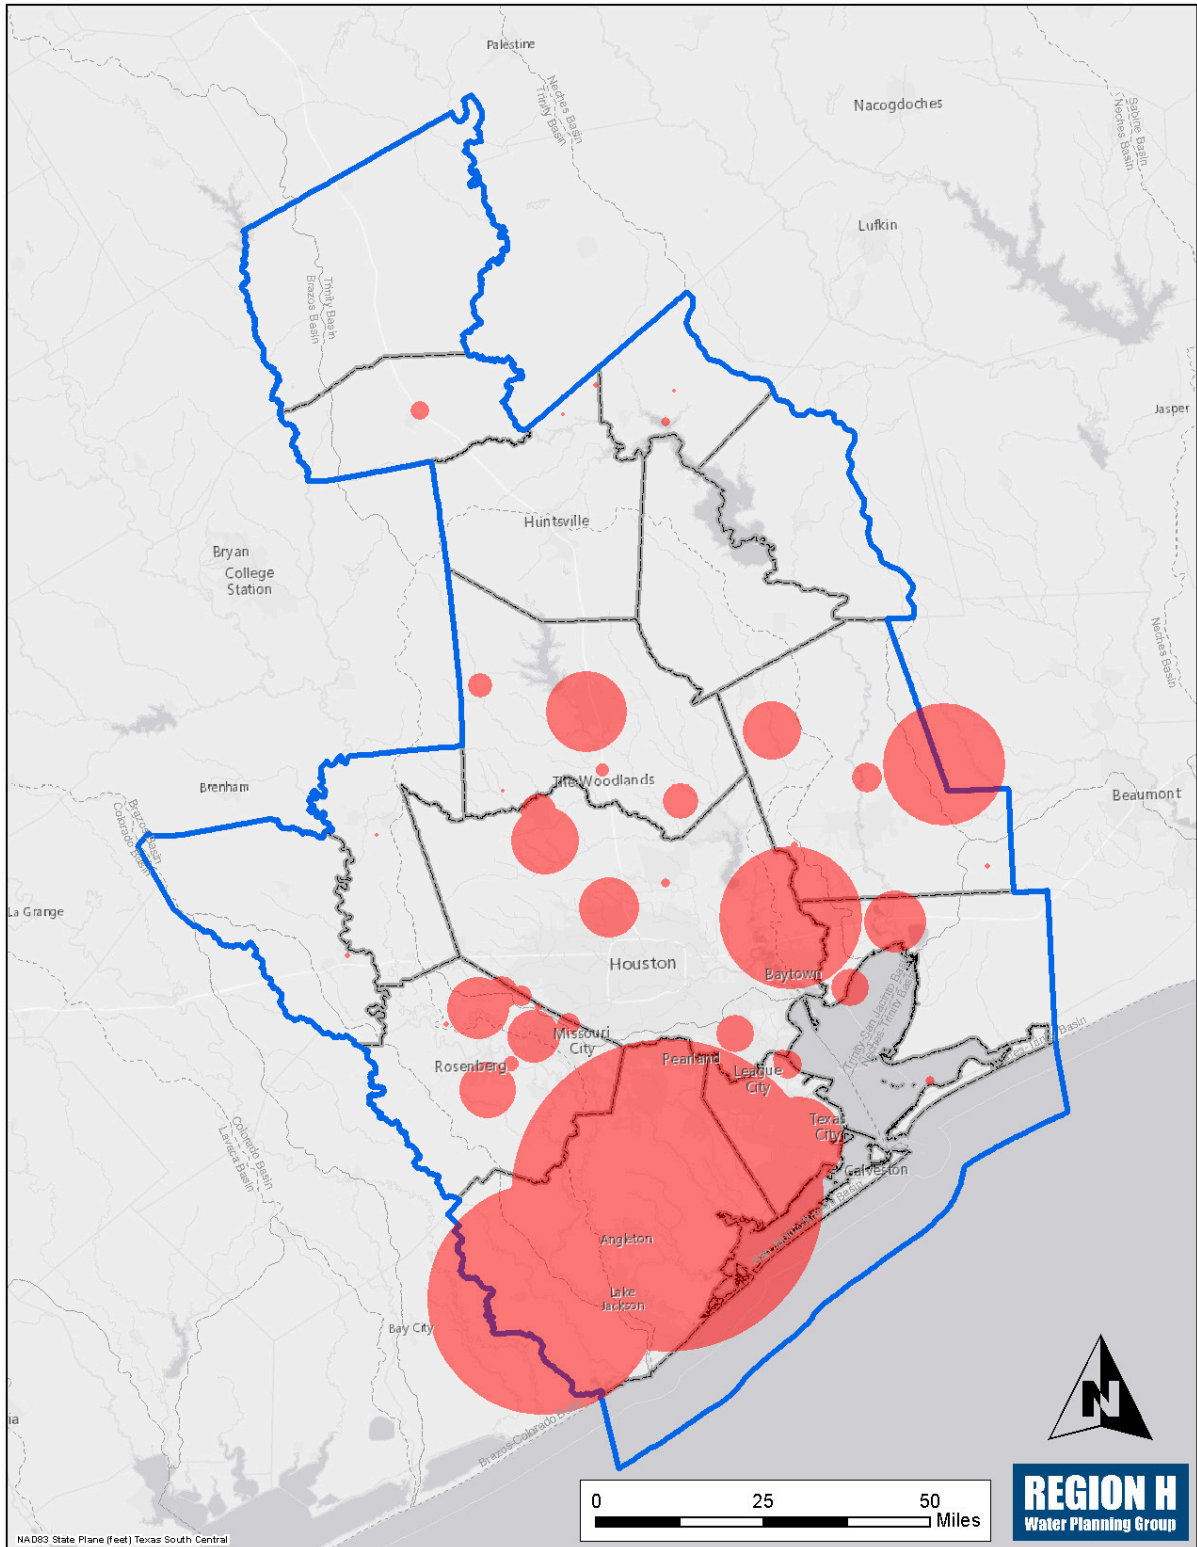 Palestine
Neches Basin
Trinity Basin
Nacogdoches
Sabine Basin
Neches Basin
Lufkin
Trinity Basin
Brazos Basin
Jasper
Huntsville
Bryan
College
Station
Neches Basin
The Woodlands
Brenham
Beaumont
Brazos Basin
Colorado Basin
La Grange
Houston
Baytown
Trinity-San Jacinto Basin
Neches-Trinity Basin
Missouri
City
Pearland
Rosenberg
League
City
Texas
City
Colorado Basin
Lavaca Basin
Galveston
Angleton
Lake
Jackson
Bay City
N
ia
Brazos-Colorado
0 25 50
Miles
REGION H
Water Planning Group
NAD83 State Plane (feet) Texas South Central